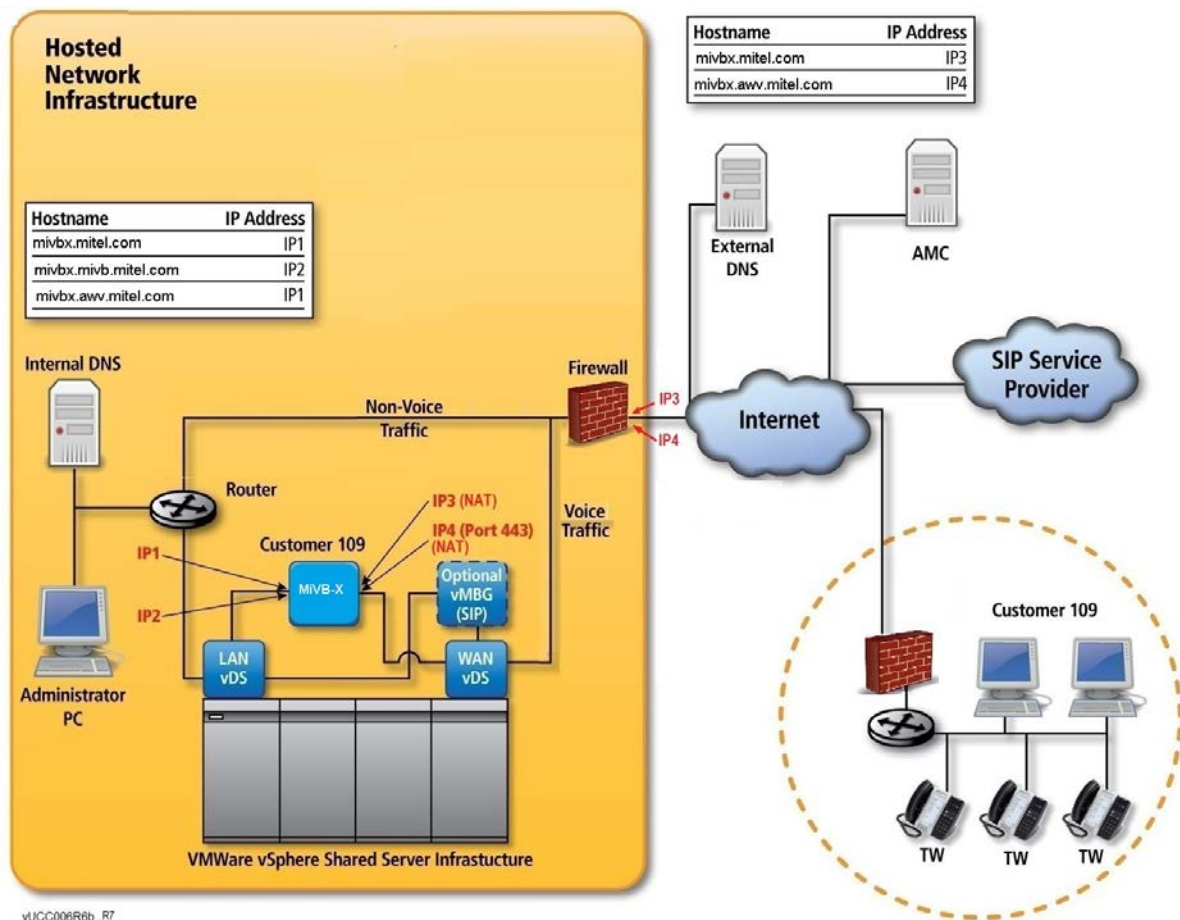 Hosted
Network
Infrastructure
Hostname IP Address
mivbx.mitel.com IP3
mivbx.awv.mitel.com IP4
Hostname IP Address
mivbx.mitel.com IP1
mivbx.mivb.mitel.com IP2
mivbx.awv.mitel.com IP1
External
DNS
AMC
Internal DNS
Firewall
SIP Service
Provider
Non-Voice
Traffic
IP3
IP4
Internet
Router
IP3 (NAT)
IP4 (Port 443)
(NAT)
Voice
Traffic
IP1
Customer 109
MiVB-X
Optional
vMBG
(SIP)
IP2
LAN
vDS
WAN
vDS
Administrator
PC
Customer 109
TW
TW
TW
VMWare vSphere Shared Server Infrastucture
vUCC006R6b_R7